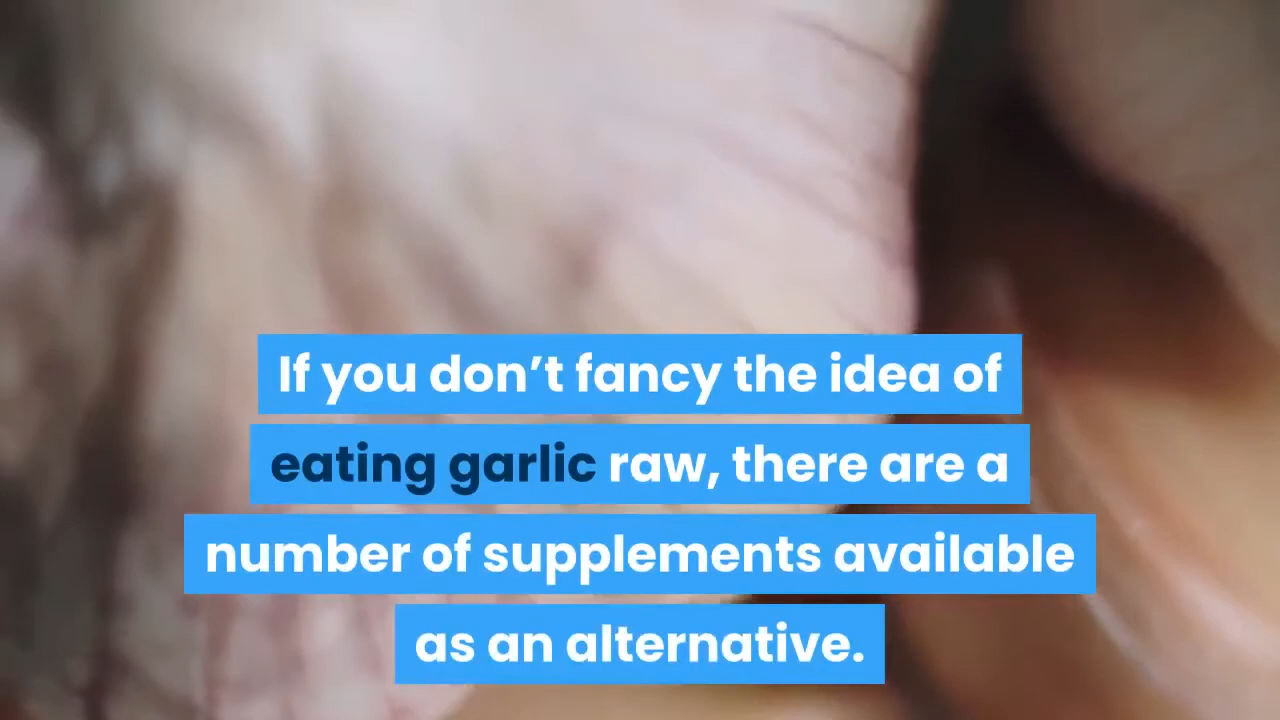 If you don’t fancy the idea of
eating garlic raw, there are a
number of supplements available
as an alternative.